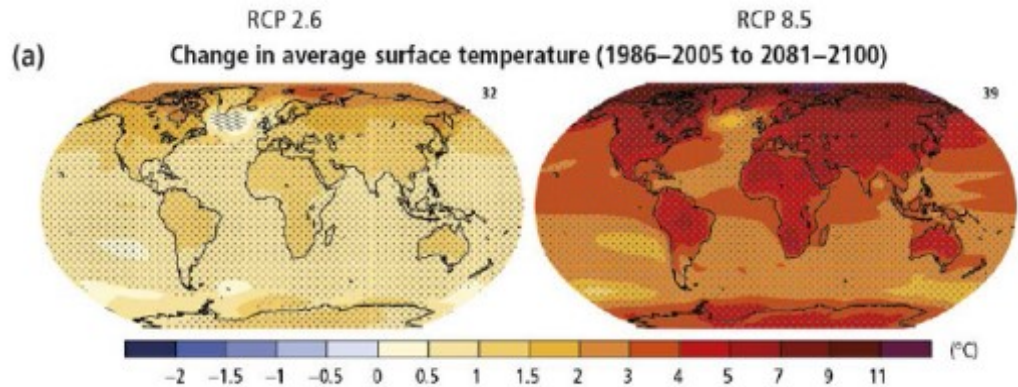 RCP 2.6 RCP 8.5
(a) Change in average surface temperature (1986–2005 to 2081–2100)
32 39
(°C)
−2 −1.5 −1 −0.5 0 0.5 1 1.5 2 3 4 5 7 9 11